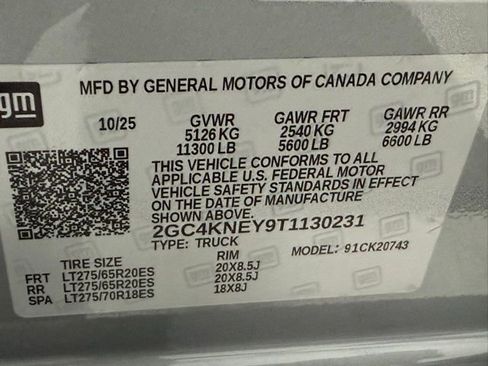 gm
MFD BY GENERAL MOTORS OF CANADA COMPANY
10/25 GVWR GAWR FRT GAWR RR
5126 KG 2540 KG 2994 KG
11300 LB 5600 LB 6600 LB
THIS VEHICLE CONFORMS TO ALL
APPLICABLE U.S. FEDERAL MOTOR
VEHICLE SAFETY STANDARDS IN EFFECT
ON THE DATE OF MANUFACTURE
SHOWN ABOVE.
2GC4KNEY9T1130231
TYPE: TRUCK MODEL: 91CK20743
TIRE SIZE RIM
FRT LT275/65R20ES 20X8.5J
RR LT275/65R20ES 20X8.5J
SPA LT275/70R18ES 18X8J